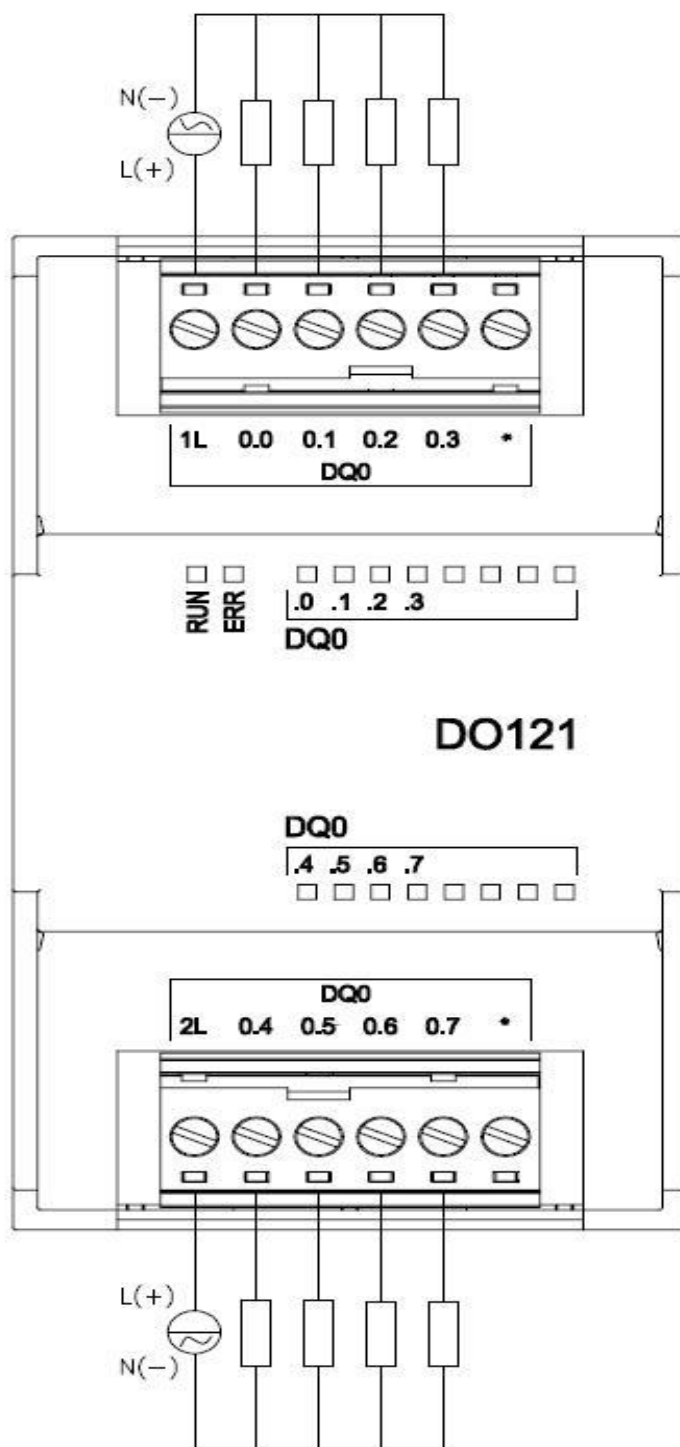 N(−)
L(+)
1L 0.0 0.1 0.2 0.3 *
DQ0
RUN ERR .0 .1 .2 .3
DQ0
DO121
DQ0
.4 .5 .6 .7
DQ0
2L 0.4 0.5 0.6 0.7 *
L(+)
N(−)